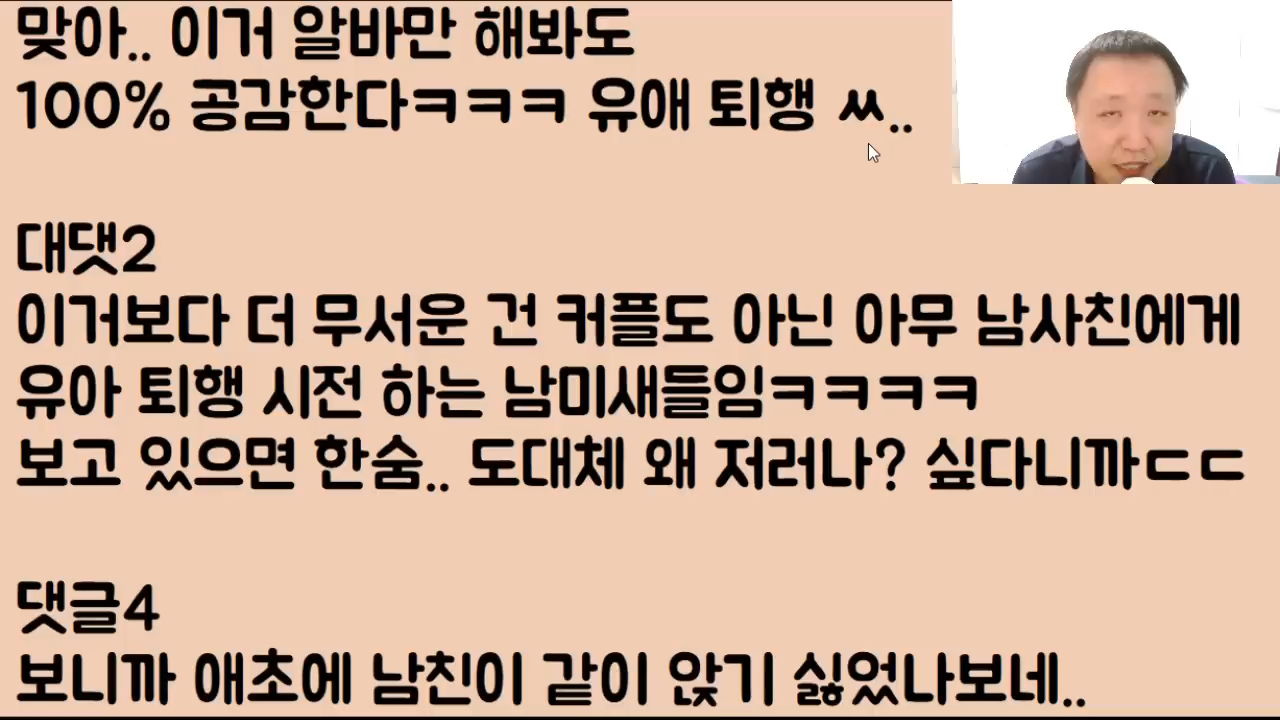 맞아.. 이거 알바만 해봐도
100% 공감한다ㅋㅋㅋ 유애 퇴행 ㅆ..
대댓2
이거보다 더 무서운 건 커플도 아닌 아무 남사친에게
유아 퇴행 시전 하는 남미새들임ㅋㅋㅋㅋ
보고 있으면 한숨.. 도대체 왜 저러나? 싶다니까ㄷㄷ
댓글4
보니까 애초에 남친이 같이 앉기 싫었나보네..